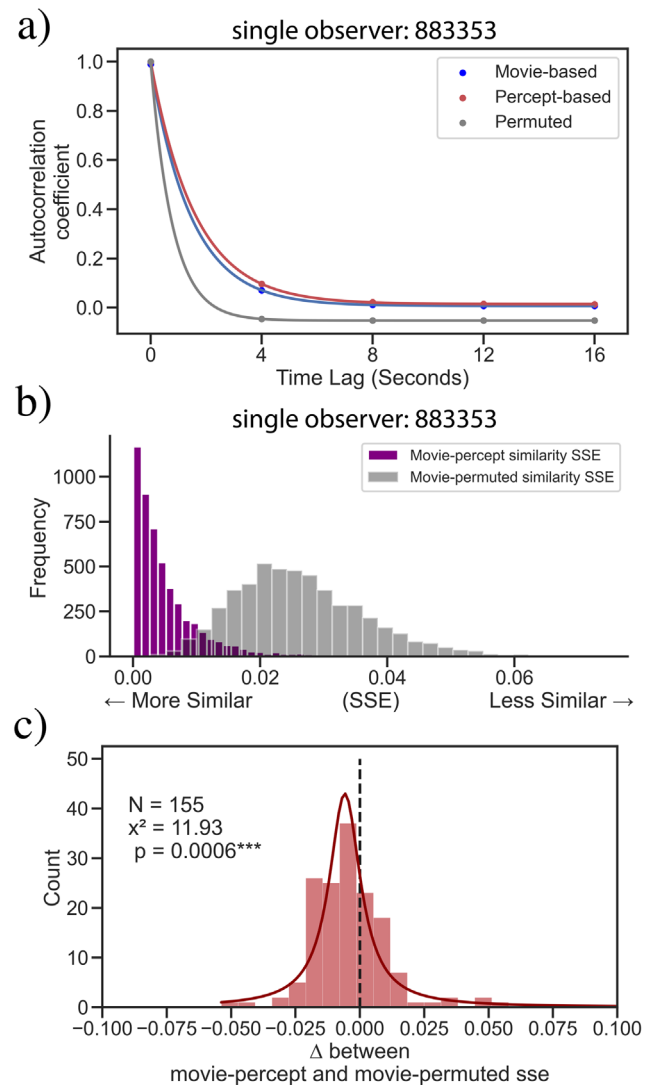 a)
single observer: 883353
Movie-based
Percept-based
Permuted
Autocorrelation
coefficient
1.0
0.8
0.6
0.4
0.2
0.0
0 4 8 12 16
Time Lag (Seconds)
b)
single observer: 883353
Movie-percept similarity SSE
Movie-permuted similarity SSE
Frequency
1000
750
500
250
0
0.00 0.02 0.04 0.06
← More Similar (SSE) Less Similar →
c)
N = 155
x² = 11.93
p = 0.0006***
Count
50
40
30
20
10
0
−0.100 −0.075 −0.050 −0.025 0.000 0.025 0.050 0.075 0.100
Δ between
movie-percept and movie-permuted sse